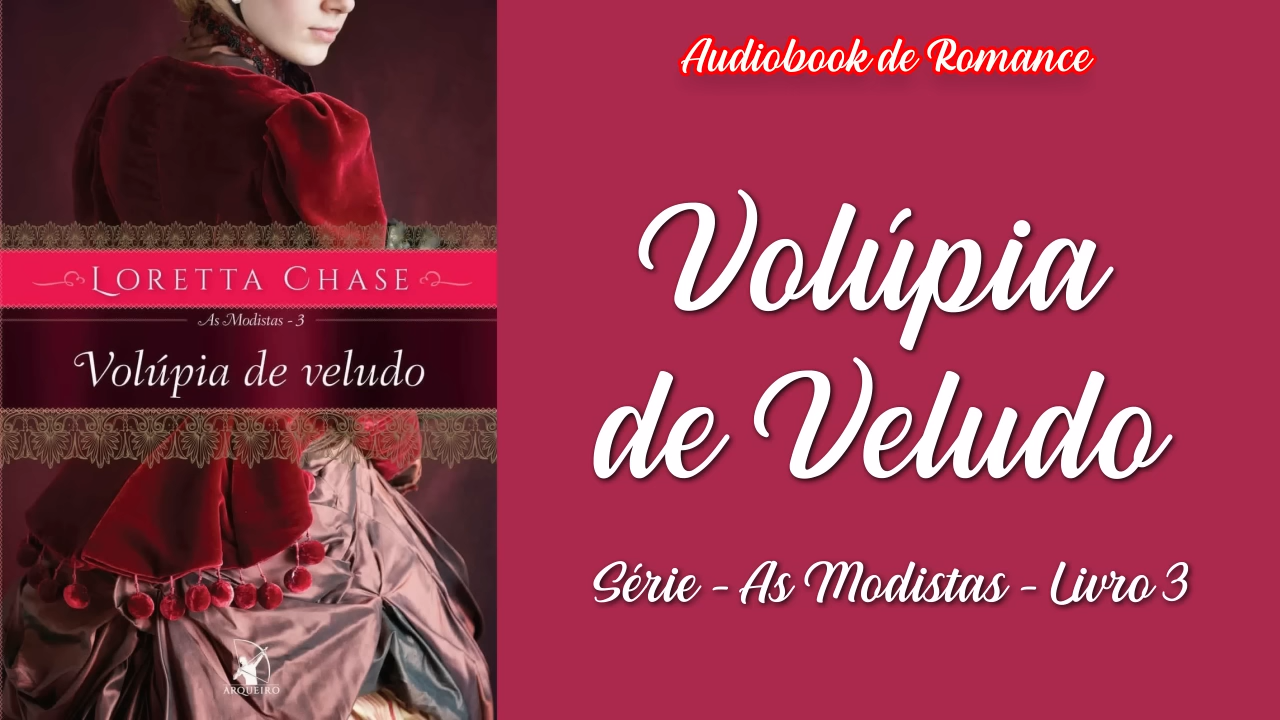 LORETTA CHASE
As Modistas - 3
Volúpia de veludo
ARQUEIRO
Audiobook de Romance
Volúpia
de Veludo
Série - As Modistas - Livro 3